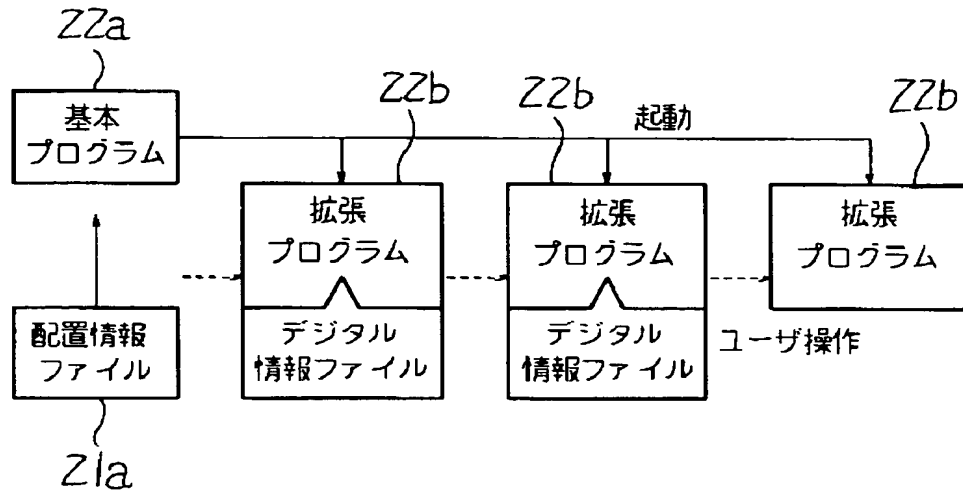 22a
基本
プログラム
22b
22b
22b
起動
拡張
プログラム
拡張
プログラム
拡張
プログラム
配置情報
ファイル
デジタル
情報ファイル
デジタル
情報ファイル
ユーザ操作
21a